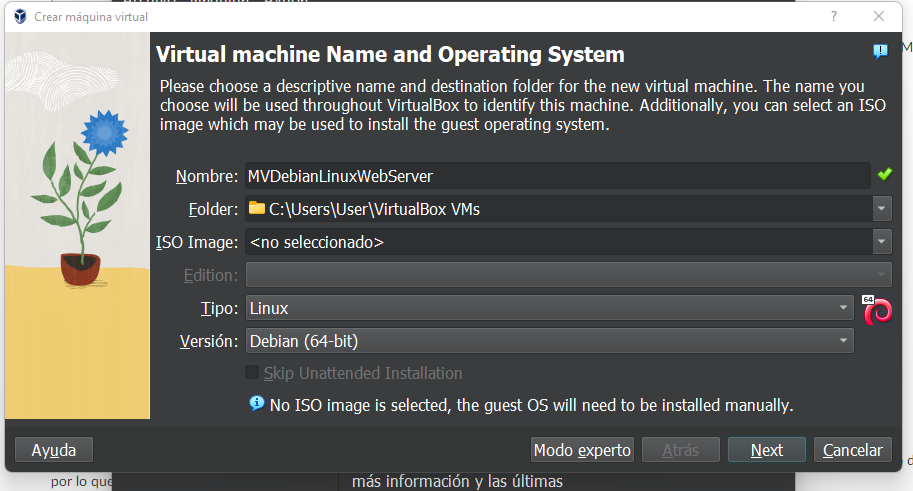 Crear máquina virtual
Virtual machine Name and Operating System
Please choose a descriptive name and destination folder for the new virtual machine. The name you
choose will be used throughout VirtualBox to identify this machine. Additionally, you can select an ISO
image which may be used to install the guest operating system.
Nombre: MVDebianLinuxWebServer
Folder: C:\Users\User\VirtualBox VMs
ISO Image: <no seleccionado>
Edition:
Tipo: Linux
64
Versión: Debian (64-bit)
Skip Unattended Installation
No ISO image is selected, the guest OS will need to be installed manually.
Ayuda Modo experto Atrás Next Cancelar
por lo que
más información y las últimas